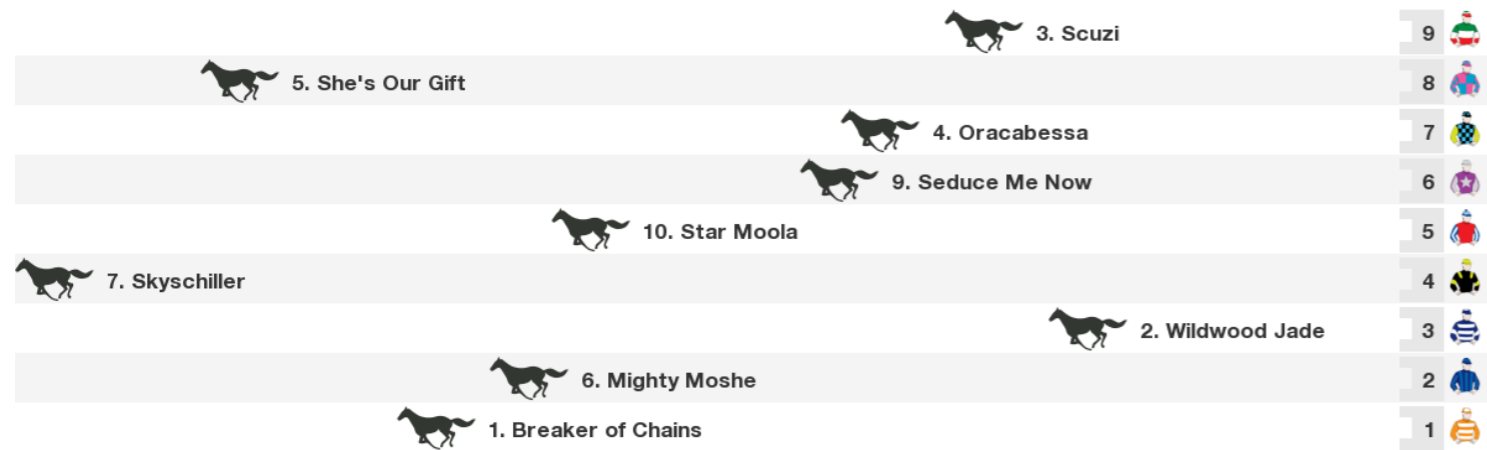 3. Scuzi 9
5. She's Our Gift 8
4. Oracabessa 7
9. Seduce Me Now 6
10. Star Moola 5
7. Skyschiller 4
2. Wildwood Jade 3
6. Mighty Moshe 2
1. Breaker of Chains 1